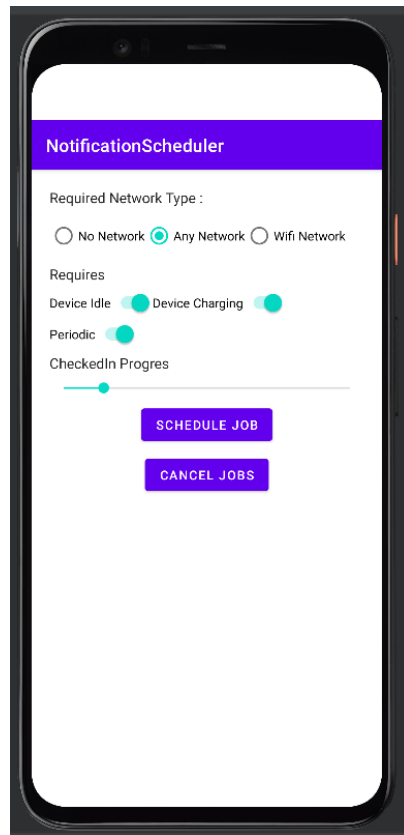 NotificationScheduler
Required Network Type :
No Network Any Network Wifi Network
Requires
Device Idle Device Charging
Periodic
CheckedIn Progres
SCHEDULE JOB
CANCEL JOBS